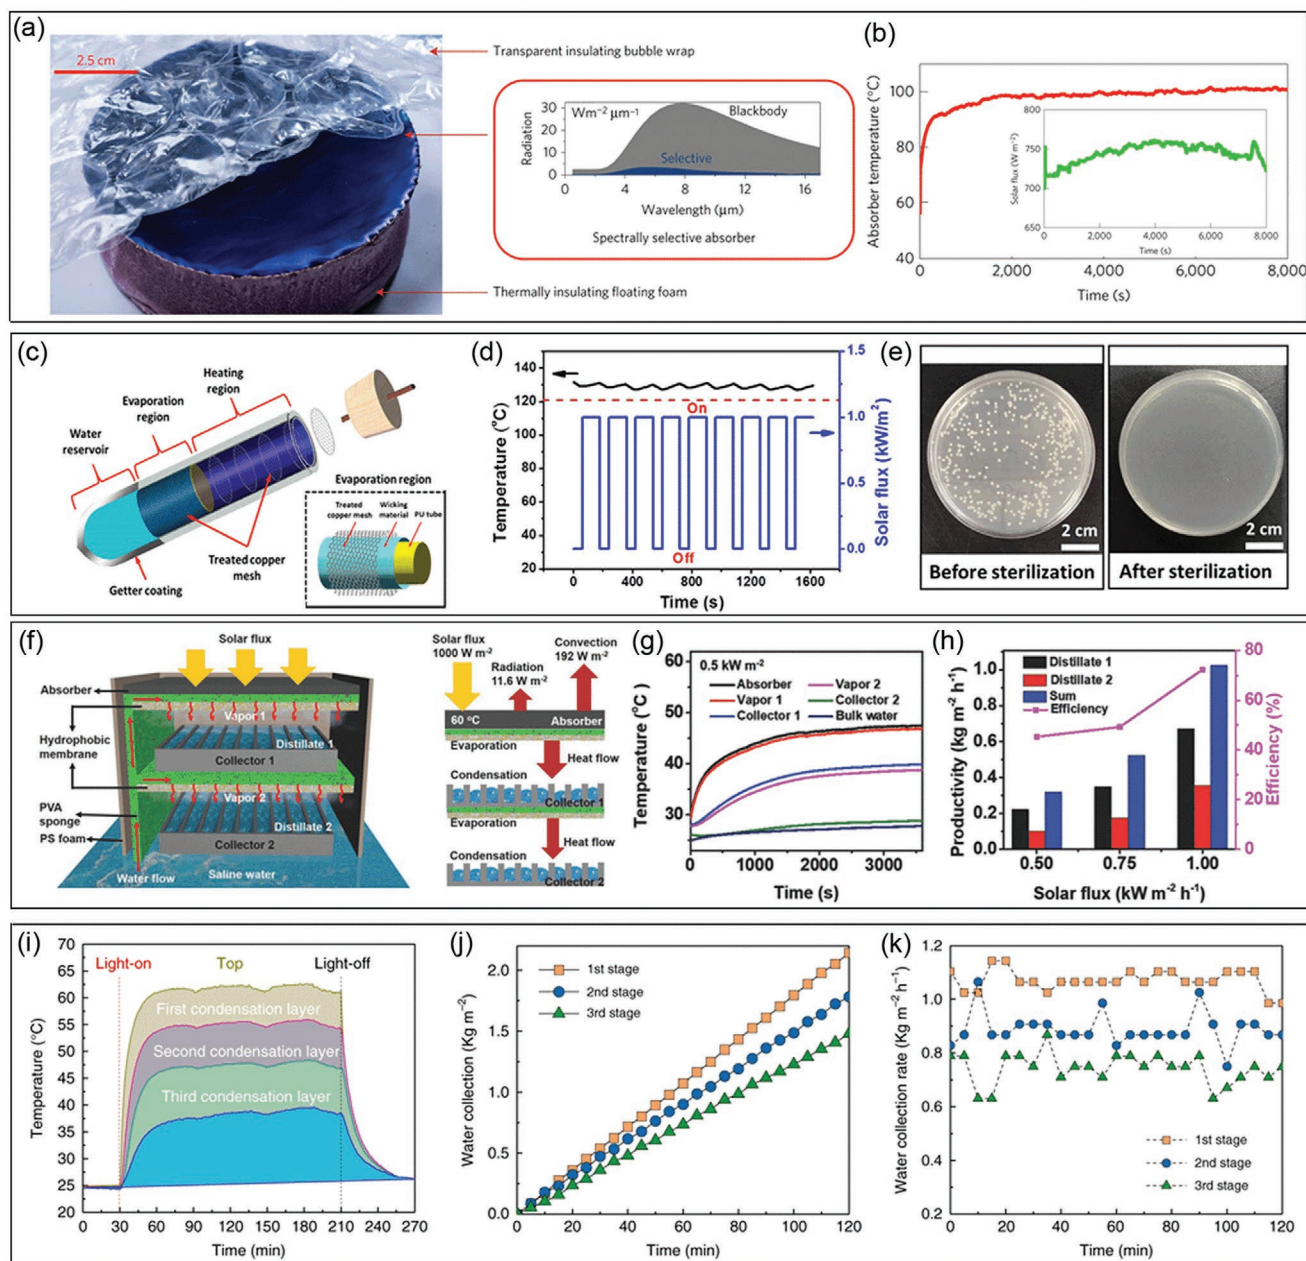 (a)
2.5 cm
Transparent insulating bubble wrap
Wm⁻² μm⁻¹
Blackbody
Selective
Radiation
30
20
10
0
4
8
12
16
Wavelength (μm)
Spectrally selective absorber
Thermally insulating floating foam
(b)
Absorber temperature (°C)
100
80
60
40
0
2,000
4,000
6,000
8,000
Time (s)
Solar flux (W m⁻²)
800
750
700
650
0
2,000
4,000
6,000
8,000
Time (s)
(c)
Heating
region
Evaporation
region
Water
reservoir
Treated copper
mesh
Getter coating
Evaporation region
Treated
copper mesh
Wicking
material
PU tube
(d)
Temperature (°C)
140
130
120
110
100
90
80
70
60
50
40
On
Off
0
400
800
1200
1600
Time (s)
1.5
1.0
0.5
0.0
Solar flux (kW/m²)
(e)
2 cm
2 cm
Before sterilization
After sterilization
(f)
Solar flux
Absorber
Vapor 1
Hydrophobic
membrane
Distillate 1
Collector 1
Vapor 2
PVA
sponge
Distillate 2
PS foam
Collector 2
Water flow
Saline water
Solar flux
1000 W m⁻²
Radiation
11.6 W m⁻²
Convection
192 W m⁻²
60 °C
Absorber
Evaporation
Heat flow
Condensation
Collector 1
Evaporation
Heat flow
Condensation
Collector 2
(g)
0.5 kW m⁻²
Absorber
Vapor 1
Collector 1
Vapor 2
Collector 2
Bulk water
Temperature (°C)
60
50
40
30
0
1000
2000
3000
Time (s)
(h)
Distillate 1
Distillate 2
Sum
Efficiency
Productivity (kg m⁻² h⁻¹)
1.0
0.8
0.6
0.4
0.2
0.0
0.50
0.75
1.00
Solar flux (kW m⁻² h⁻¹)
80
60
40
20
0
Efficiency (%)
(i)
Light-on
Top
Light-off
First condensation layer
Second condensation layer
Third condensation layer
Temperature (°C)
70
65
60
55
50
45
40
35
30
25
20
0
30
60
90
120
150
180
210
240
270
Time (min)
(j)
1st stage
2nd stage
3rd stage
Water collection (Kg m⁻²)
2.0
1.5
1.0
0.5
0.0
0
20
40
60
80
100
120
Time (min)
(k)
Water collection rate (Kg m⁻² h⁻¹)
1.2
1.0
0.8
0.6
0.4
0.2
1st stage
2nd stage
3rd stage
0
20
40
60
80
100
120
Time (min)